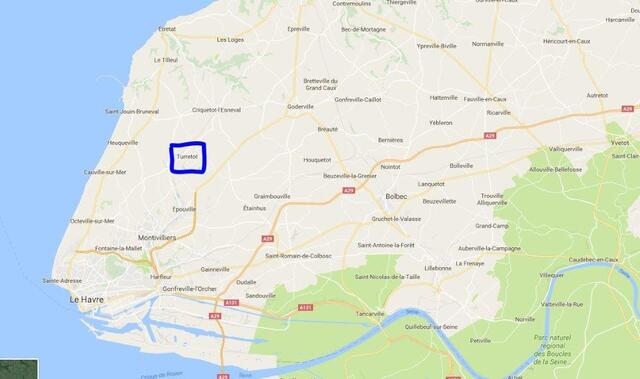 Contremoulins
Epreville
Bec-de-Mortagne
Harcanville
Etretat
Les Loges
Ypreville-Biville
Normanville
Héricourt-en-Caux
Le Tilleul
Bretteville du
Grand Caux
Autretot
Saint-Jouin-Bruneval
Criquetot-l'Esneval
Goderville
Gonfreville-Caillot
Hattenville
Fauville-en-Caux
Ricarville
Bréauté
Yébleron
A29
Heuqueville
Turretot
Houquetot
Bernières
Yvetot
Valliquerville
Cauville-sur-Mer
Beuzeville-la-Grenier
Nointot
Bolleville
Allouville-Bellefosse
A29
Lanquetot
Graimbouville
Bolbec
Beuzevillette
Trouville
Alliquerville
Octeville-sur-Mer
Epouville
Étainhus
Gruchet-le-Valasse
Grand-Camp
Montivilliers
A29
Saint-Antoine-la-Forêt
Auberville-la-Campagne
Fontaine-la-Mallet
Saint-Romain-de-Colbosc
Caudebec-en-Caux
Gainneville
La Frenaye
Lillebonne
Harfleur
Sainte-Adresse
Saint-Nicolas-de-la-Taille
Villequier
Gonfreville-l'Orcher
Oudalle
Le Havre
Sandouville
A131
A131
Vatteville-la-Rue
A29
Tancarville
Quillebeuf-sur-Seine
Petiville
Parc naturel
régional
des Boucles
de la Seine...
Norville
Aizier